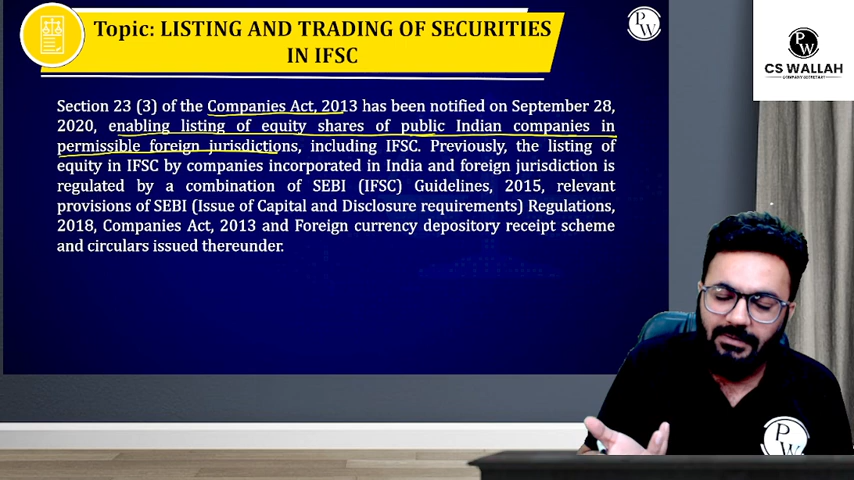 Topic: LISTING AND TRADING OF SECURITIES
IN IFSC
PW
CS WALLAH
COMPANY SECRETARY
Section 23 (3) of the Companies Act, 2013 has been notified on September 28,
2020, enabling listing of equity shares of public Indian companies in
permissible foreign jurisdictions, including IFSC. Previously, the listing of
equity in IFSC by companies incorporated in India and foreign jurisdiction is
regulated by a combination of SEBI (IFSC) Guidelines, 2015, relevant
provisions of SEBI (Issue of Capital and Disclosure requirements) Regulations,
2018, Companies Act, 2013 and Foreign currency depository receipt scheme
and circulars issued thereunder.
PW
PW